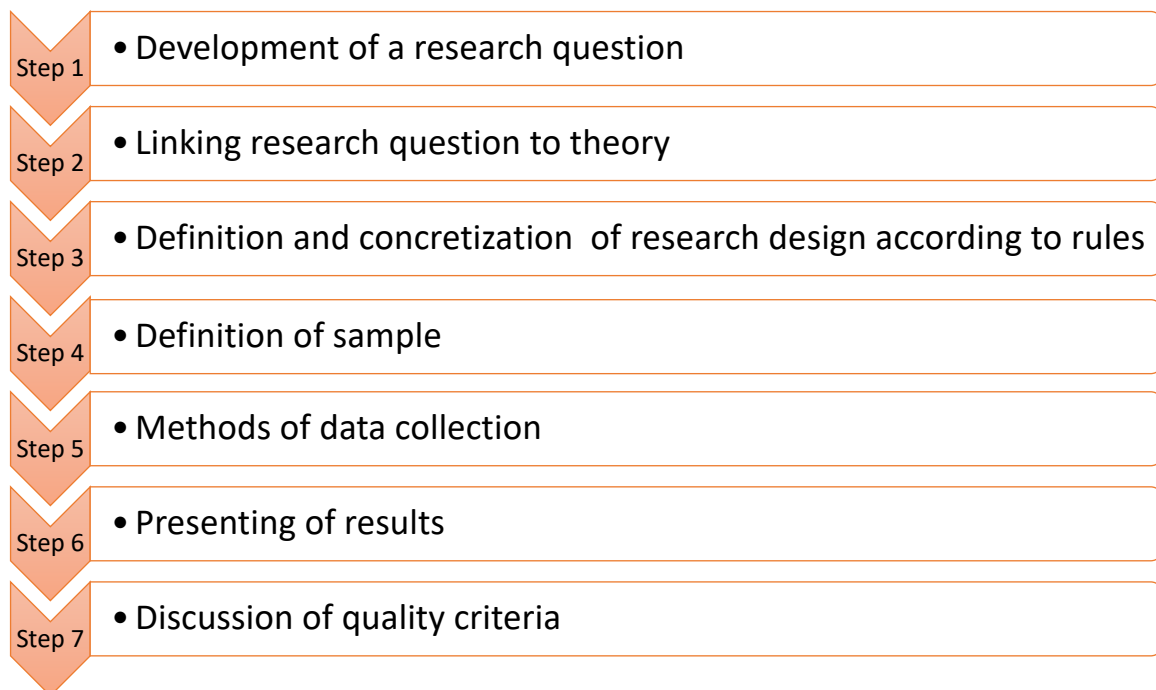 Step 1
• Development of a research question
Step 2
• Linking research question to theory
Step 3
• Definition and concretization  of research design according to rules
Step 4
• Definition of sample
Step 5
• Methods of data collection
Step 6
• Presenting of results
Step 7
• Discussion of quality criteria